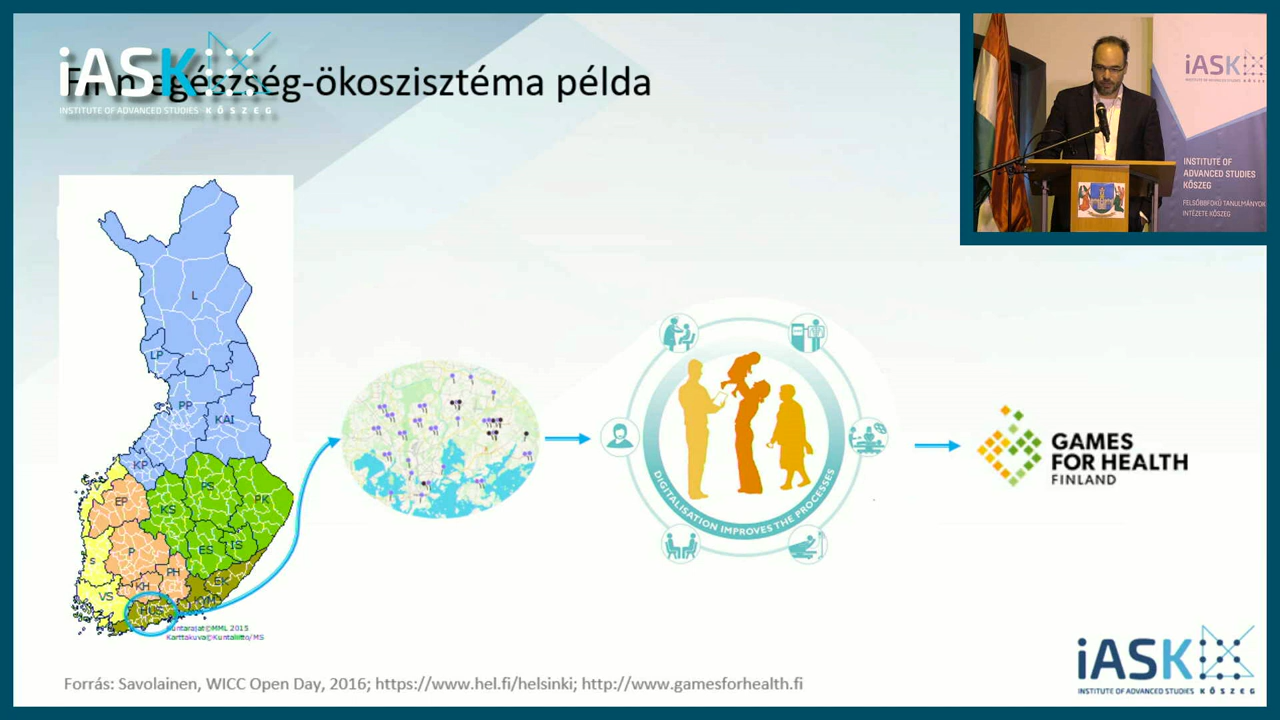 iASK
INSTITUTE OF ADVANCED STUDIES KŐSZEG
Finn egészség-ökoszisztéma példa
L
LP
PP
KAI
KP
EP
KS
PS
PK
P
ES
IS
S
KH
PH
EK
VS
HUS
KYMD
Kuntarajat©MML 2015
Karttakuva©Kuntaliitto/MS
DIGITALISATION IMPROVES THE PROCESSES
GAMES
FOR HEALTH
FINLAND
iASK
INSTITUTE OF
ADVANCED STUDIES
KŐSZEG
FELSŐBBFOKÚ TANULMÁNYOK
INTÉZETE KŐSZEG
Forrás: Savolainen, WICC Open Day, 2016; https://www.hel.fi/helsinki; http://www.gamesforhealth.fi
iASK
INSTITUTE OF ADVANCED STUDIES KŐSZEG